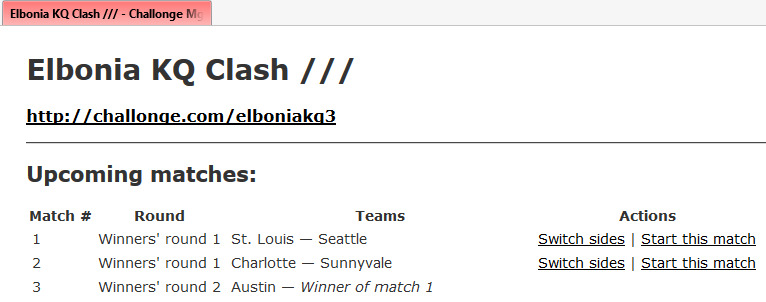 Elbonia KQ Clash /// - Challonge Mg
Elbonia KQ Clash ///
http://challonge.com/elboniakq3
Upcoming matches:
Match # Round Teams Actions
1 Winners' round 1 St. Louis — Seattle Switch sides | Start this match
2 Winners' round 1 Charlotte — Sunnyvale Switch sides | Start this match
3 Winners' round 2 Austin — Winner of match 1